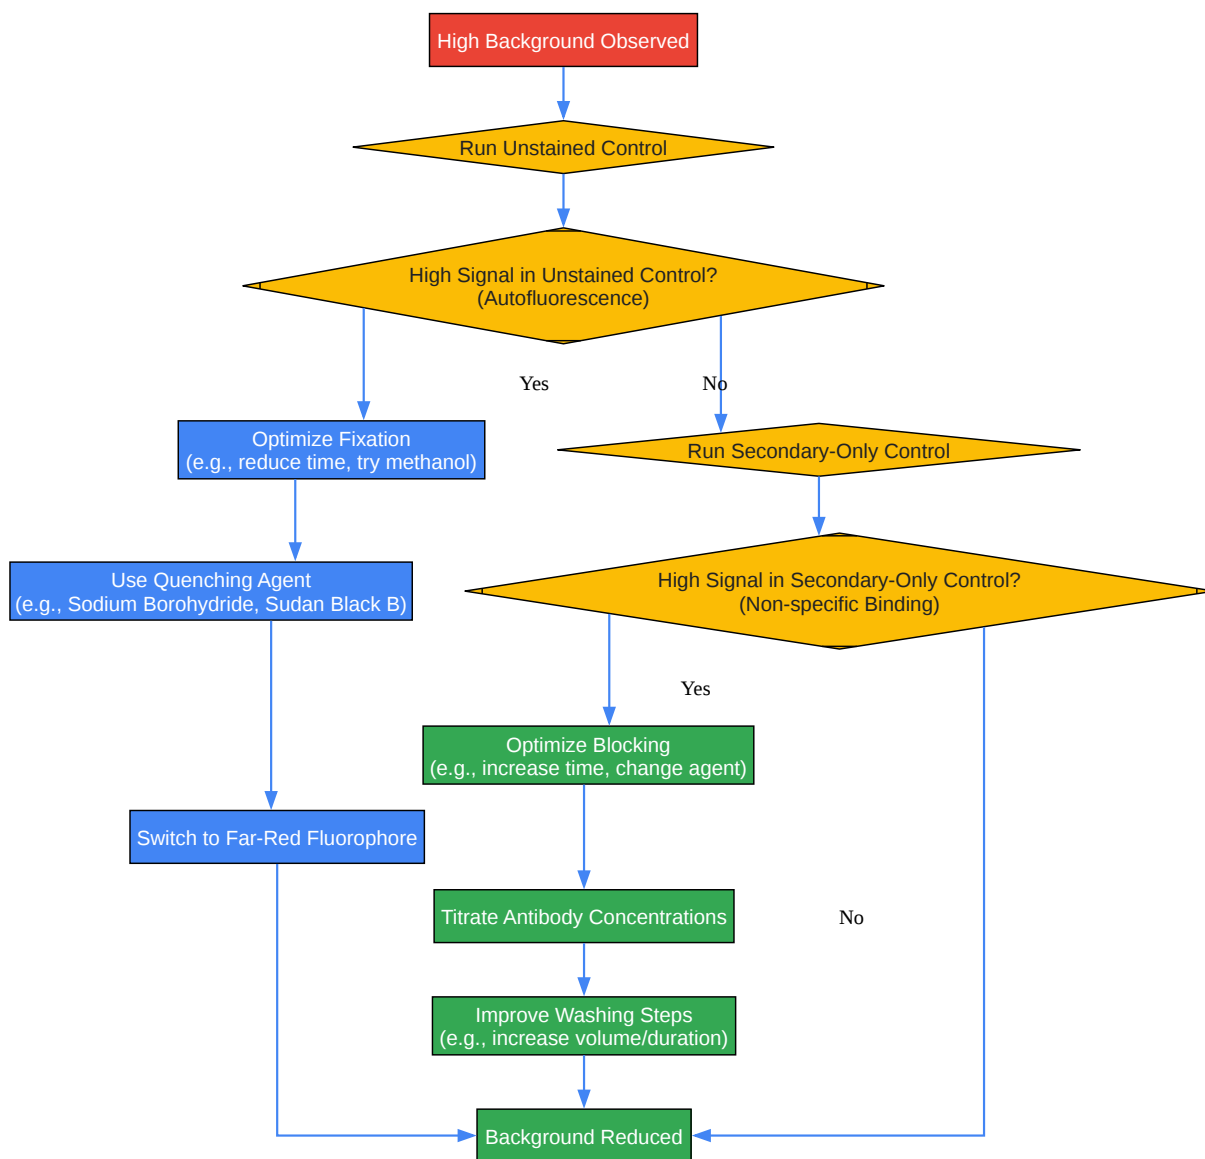 High Background Observed
Run Unstained Control
High Signal in Unstained Control?
(Autofluorescence)
Yes
No
Optimize Fixation
(e.g., reduce time, try methanol)
Run Secondary-Only Control
Use Quenching Agent
(e.g., Sodium Borohydride, Sudan Black B)
High Signal in Secondary-Only Control?
(Non-specific Binding)
Yes
Optimize Blocking
(e.g., increase time, change agent)
Switch to Far-Red Fluorophore
Titrate Antibody Concentrations
No
Improve Washing Steps
(e.g., increase volume/duration)
Background Reduced